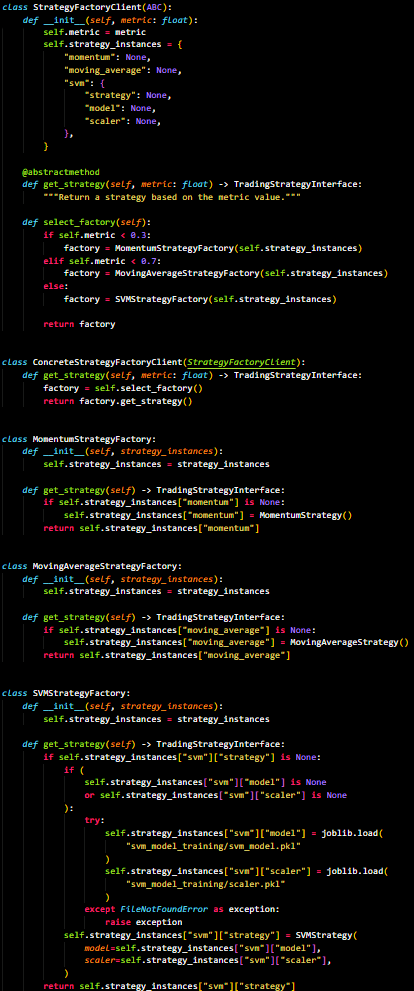 class StrategyFactoryClient(ABC):
    def __init__(self, metric: float):
        self.metric = metric
        self.strategy_instances = {
            "momentum": None,
            "moving_average": None,
            "svm": {
                "strategy": None,
                "model": None,
                "scaler": None,
            },
        }

    @abstractmethod
    def get_strategy(self, metric: float) -> TradingStrategyInterface:
        """Return a strategy based on the metric value."""

    def select_factory(self):
        if self.metric < 0.3:
            factory = MomentumStrategyFactory(self.strategy_instances)
        elif self.metric < 0.7:
            factory = MovingAverageStrategyFactory(self.strategy_instances)
        else:
            factory = SVMStrategyFactory(self.strategy_instances)

        return factory


class ConcreteStrategyFactoryClient(StrategyFactoryClient):
    def get_strategy(self, metric: float) -> TradingStrategyInterface:
        factory = self.select_factory()
        return factory.get_strategy()


class MomentumStrategyFactory:
    def __init__(self, strategy_instances):
        self.strategy_instances = strategy_instances

    def get_strategy(self) -> TradingStrategyInterface:
        if self.strategy_instances["momentum"] is None:
            self.strategy_instances["momentum"] = MomentumStrategy()
        return self.strategy_instances["momentum"]


class MovingAverageStrategyFactory:
    def __init__(self, strategy_instances):
        self.strategy_instances = strategy_instances

    def get_strategy(self) -> TradingStrategyInterface:
        if self.strategy_instances["moving_average"] is None:
            self.strategy_instances["moving_average"] = MovingAverageStrategy()
        return self.strategy_instances["moving_average"]


class SVMStrategyFactory:
    def __init__(self, strategy_instances):
        self.strategy_instances = strategy_instances

    def get_strategy(self) -> TradingStrategyInterface:
        if self.strategy_instances["svm"]["strategy"] is None:
            if (
                self.strategy_instances["svm"]["model"] is None
                or self.strategy_instances["svm"]["scaler"] is None
            ):
                try:
                    self.strategy_instances["svm"]["model"] = joblib.load(
                        "svm_model_training/svm_model.pkl"
                    )
                    self.strategy_instances["svm"]["scaler"] = joblib.load(
                        "svm_model_training/scaler.pkl"
                    )
                except FileNotFoundError as exception:
                    raise exception
            self.strategy_instances["svm"]["strategy"] = SVMStrategy(
                model=self.strategy_instances["svm"]["model"],
                scaler=self.strategy_instances["svm"]["scaler"],
            )
        return self.strategy_instances["svm"]["strategy"]